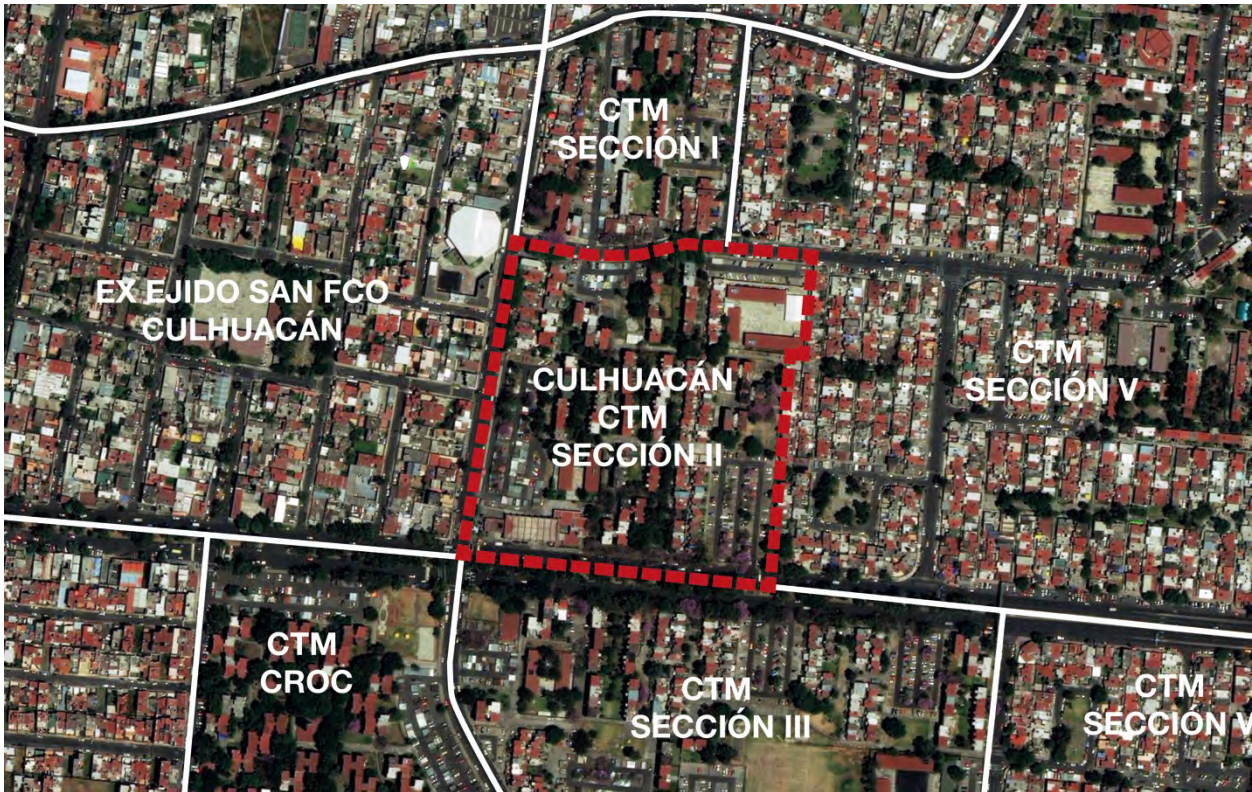 CTM
SECCIÓN I
EX EJIDO SAN FCO
CULHUACÁN
CULHUACÁN
CTM
SECCIÓN II
CTM
SECCIÓN V
CTM
CROC
CTM
SECCIÓN III
CTM
SECCIÓN V